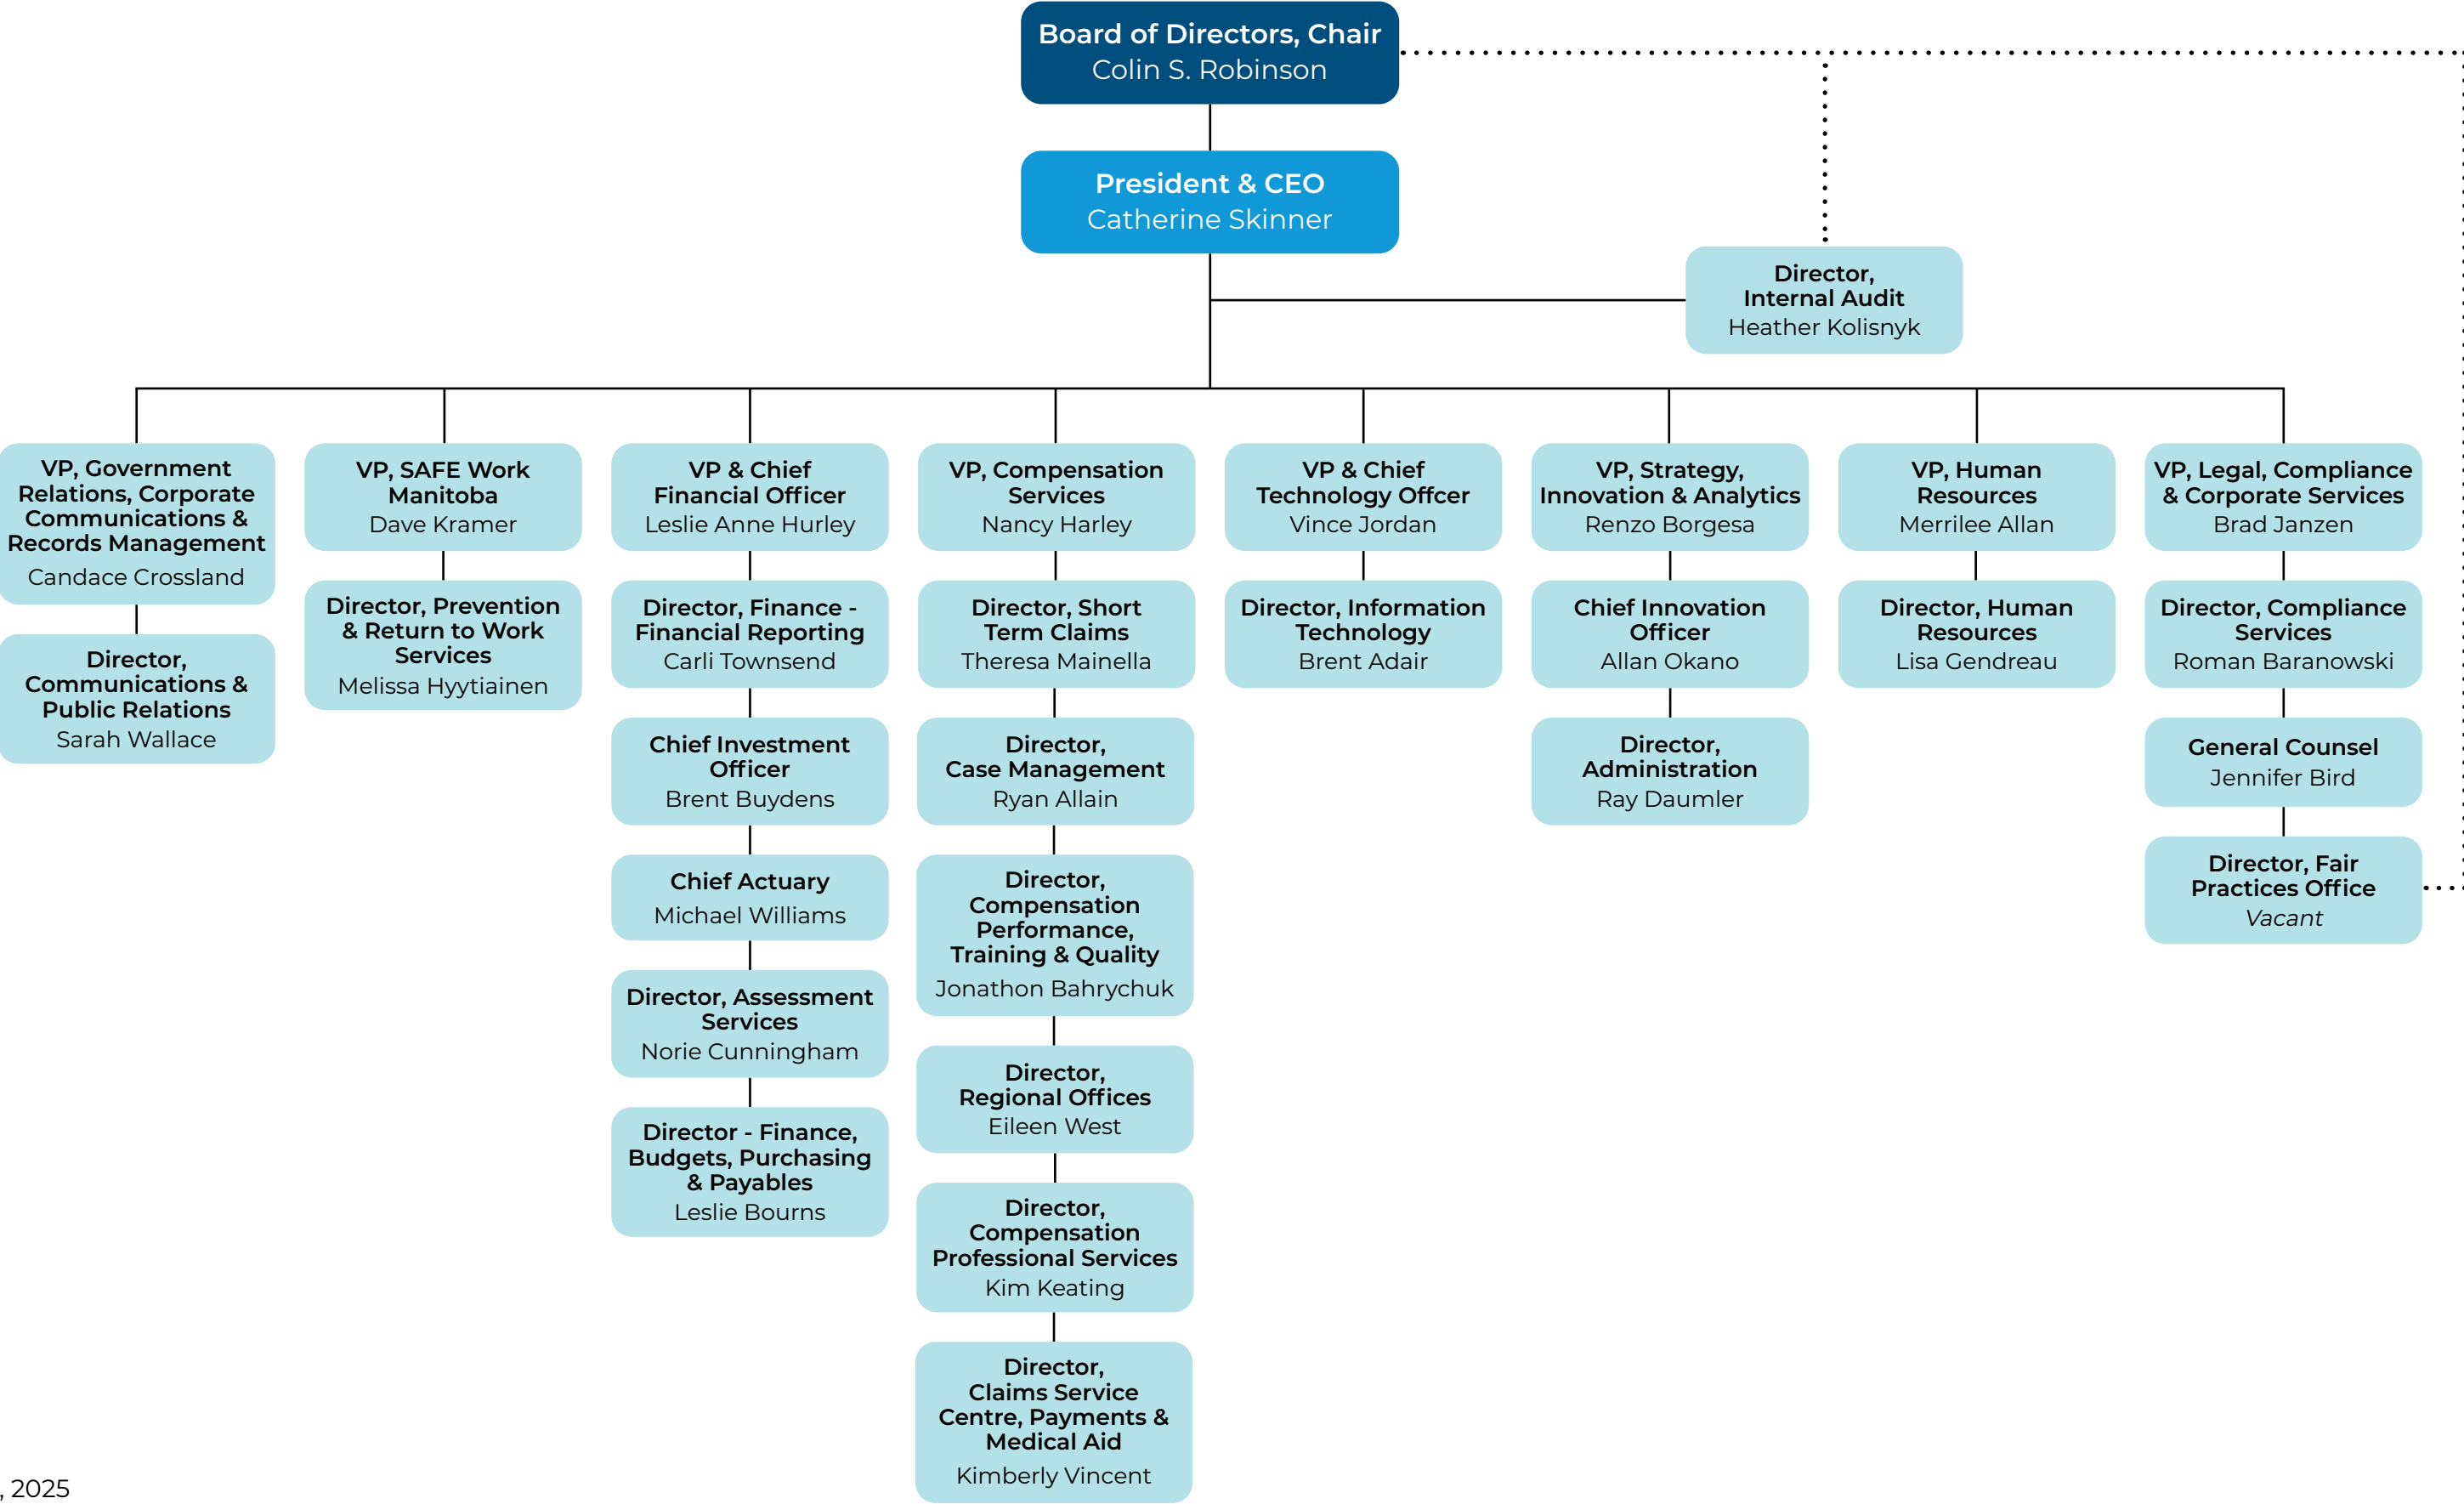 Board of Directors, Chair
Colin S. Robinson
President & CEO
Catherine Skinner
Director,
Internal Audit
Heather Kolisnyk
VP, Government
Relations, Corporate
Communications &
Records Management
Candace Crossland
Director,
Communications &
Public Relations
Sarah Wallace
VP, SAFE Work
Manitoba
Dave Kramer
Director, Prevention
& Return to Work
Services
Melissa Hyytiainen
VP & Chief
Financial Officer
Leslie Anne Hurley
Director, Finance -
Financial Reporting
Carli Townsend
Chief Investment
Officer
Brent Buydens
Chief Actuary
Michael Williams
Director, Assessment
Services
Norie Cunningham
Director - Finance,
Budgets, Purchasing
& Payables
Leslie Bourns
VP, Compensation
Services
Nancy Harley
Director, Short
Term Claims
Theresa Mainella
Director,
Case Management
Ryan Allain
Director,
Compensation
Performance,
Training & Quality
Jonathon Bahrychuk
Director,
Regional Offices
Eileen West
Director,
Compensation
Professional Services
Kim Keating
Director,
Claims Service
Centre, Payments &
Medical Aid
Kimberly Vincent
VP & Chief
Technology Offcer
Vince Jordan
Director, Information
Technology
Brent Adair
VP, Strategy,
Innovation & Analytics
Renzo Borgesa
Chief Innovation
Officer
Allan Okano
Director,
Administration
Ray Daumler
VP, Human
Resources
Merrilee Allan
Director, Human
Resources
Lisa Gendreau
VP, Legal, Compliance
& Corporate Services
Brad Janzen
Director, Compliance
Services
Roman Baranowski
General Counsel
Jennifer Bird
Director, Fair
Practices Office
Vacant
, 2025